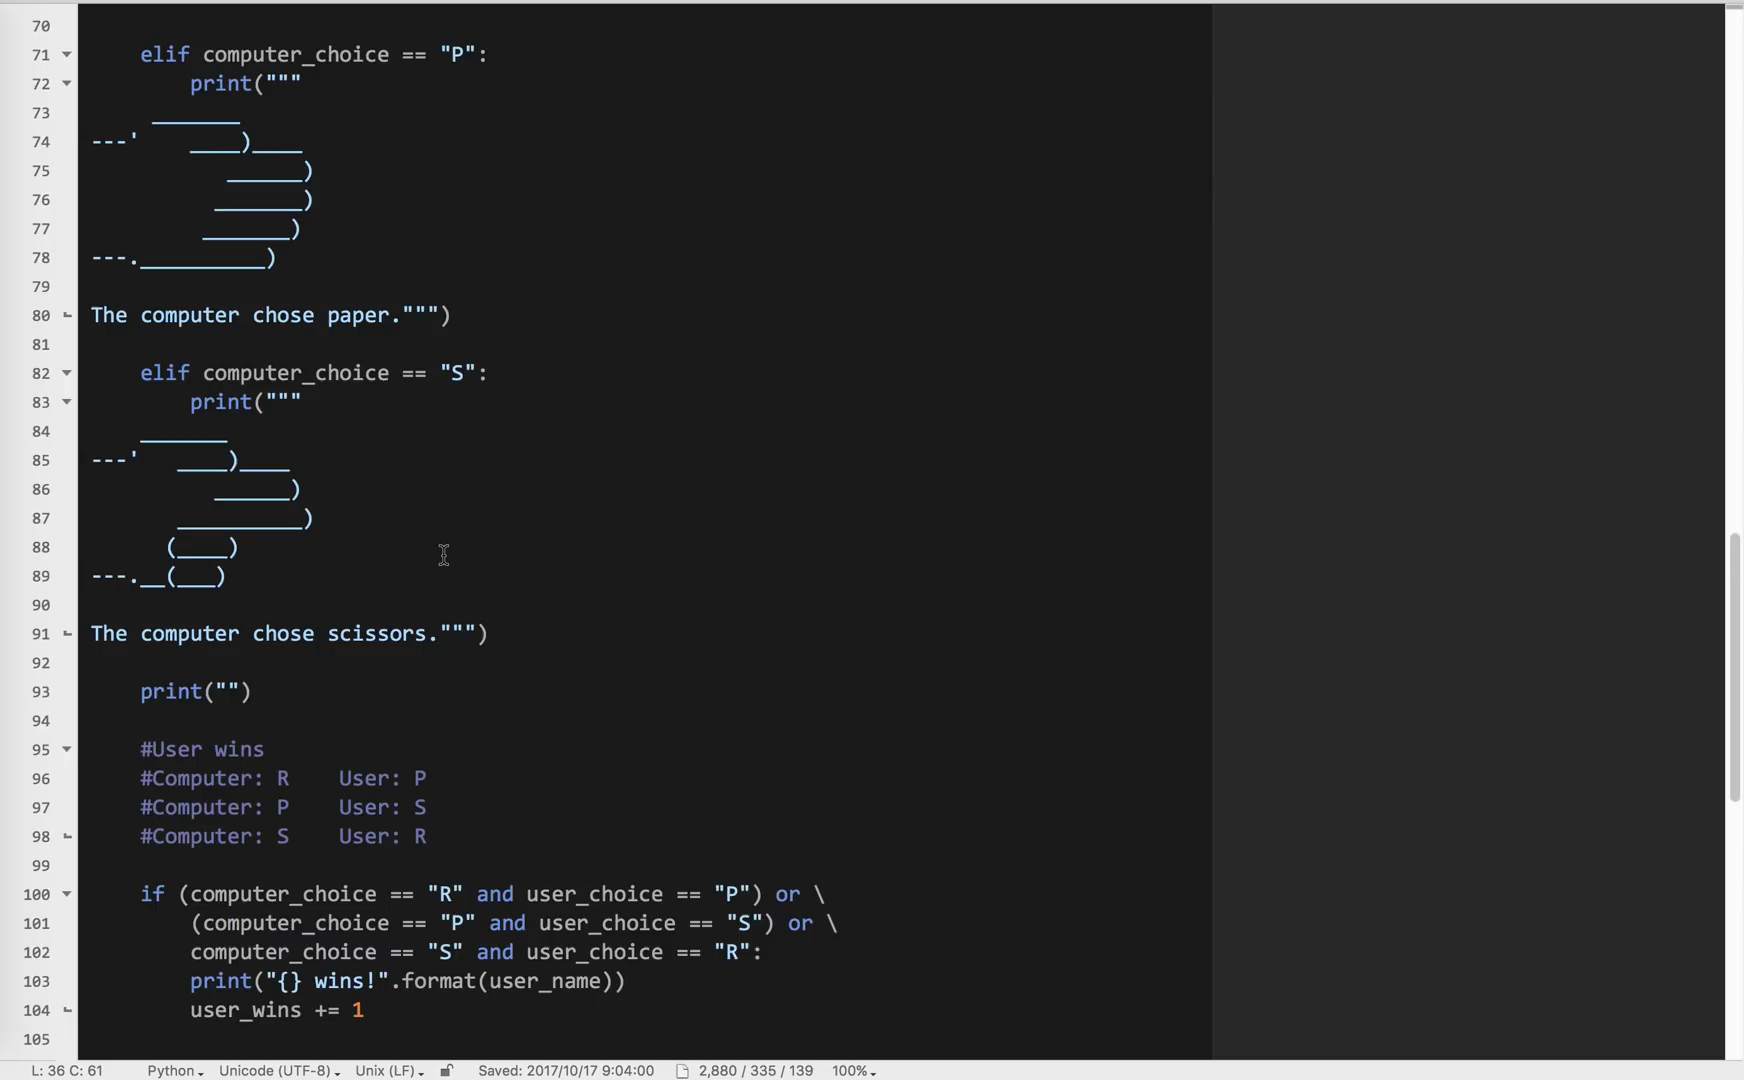 70
71 elif computer_choice == "P":
72 print("""
73 _______
74 ---'    ____)____
75            ______)
76           _______)
77          _______)
78 ---.__________)
79
80 The computer chose paper.""")
81
82 elif computer_choice == "S":
83 print("""
84     _______
85 ---'   ____)____
86           ______)
87        __________)
88       (____)
89 ---.__(___)
90
91 The computer chose scissors.""")
92
93 print("")
94
95 #User wins
96 #Computer: R    User: P
97 #Computer: P    User: S
98 #Computer: S    User: R
99
100 if (computer_choice == "R" and user_choice == "P") or \
101 (computer_choice == "P" and user_choice == "S") or \
102 computer_choice == "S" and user_choice == "R":
103 print("{} wins!".format(user_name))
104 user_wins += 1
105
L: 36 C: 61 Python Unicode (UTF-8) Unix (LF) Saved: 2017/10/17 9:04:00 2,880 / 335 / 139 100%